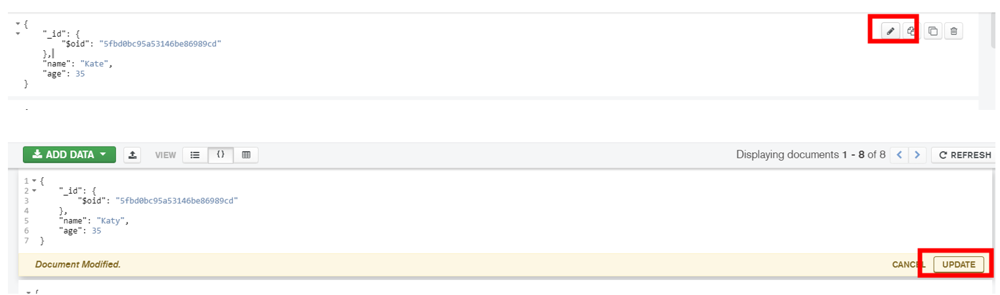 {
"_id": {
"$oid": "5fbd0bc95a53146be86989cd"
},
"name": "Kate",
"age": 35
}
ADD DATA VIEW {} Displaying documents 1 - 8 of 8 < > REFRESH
1 {
2 "_id": {
3 "$oid": "5fbd0bc95a53146be86989cd"
4 },
5 "name": "Katy",
6 "age": 35
7 }
Document Modified. CANCEL UPDATE
{